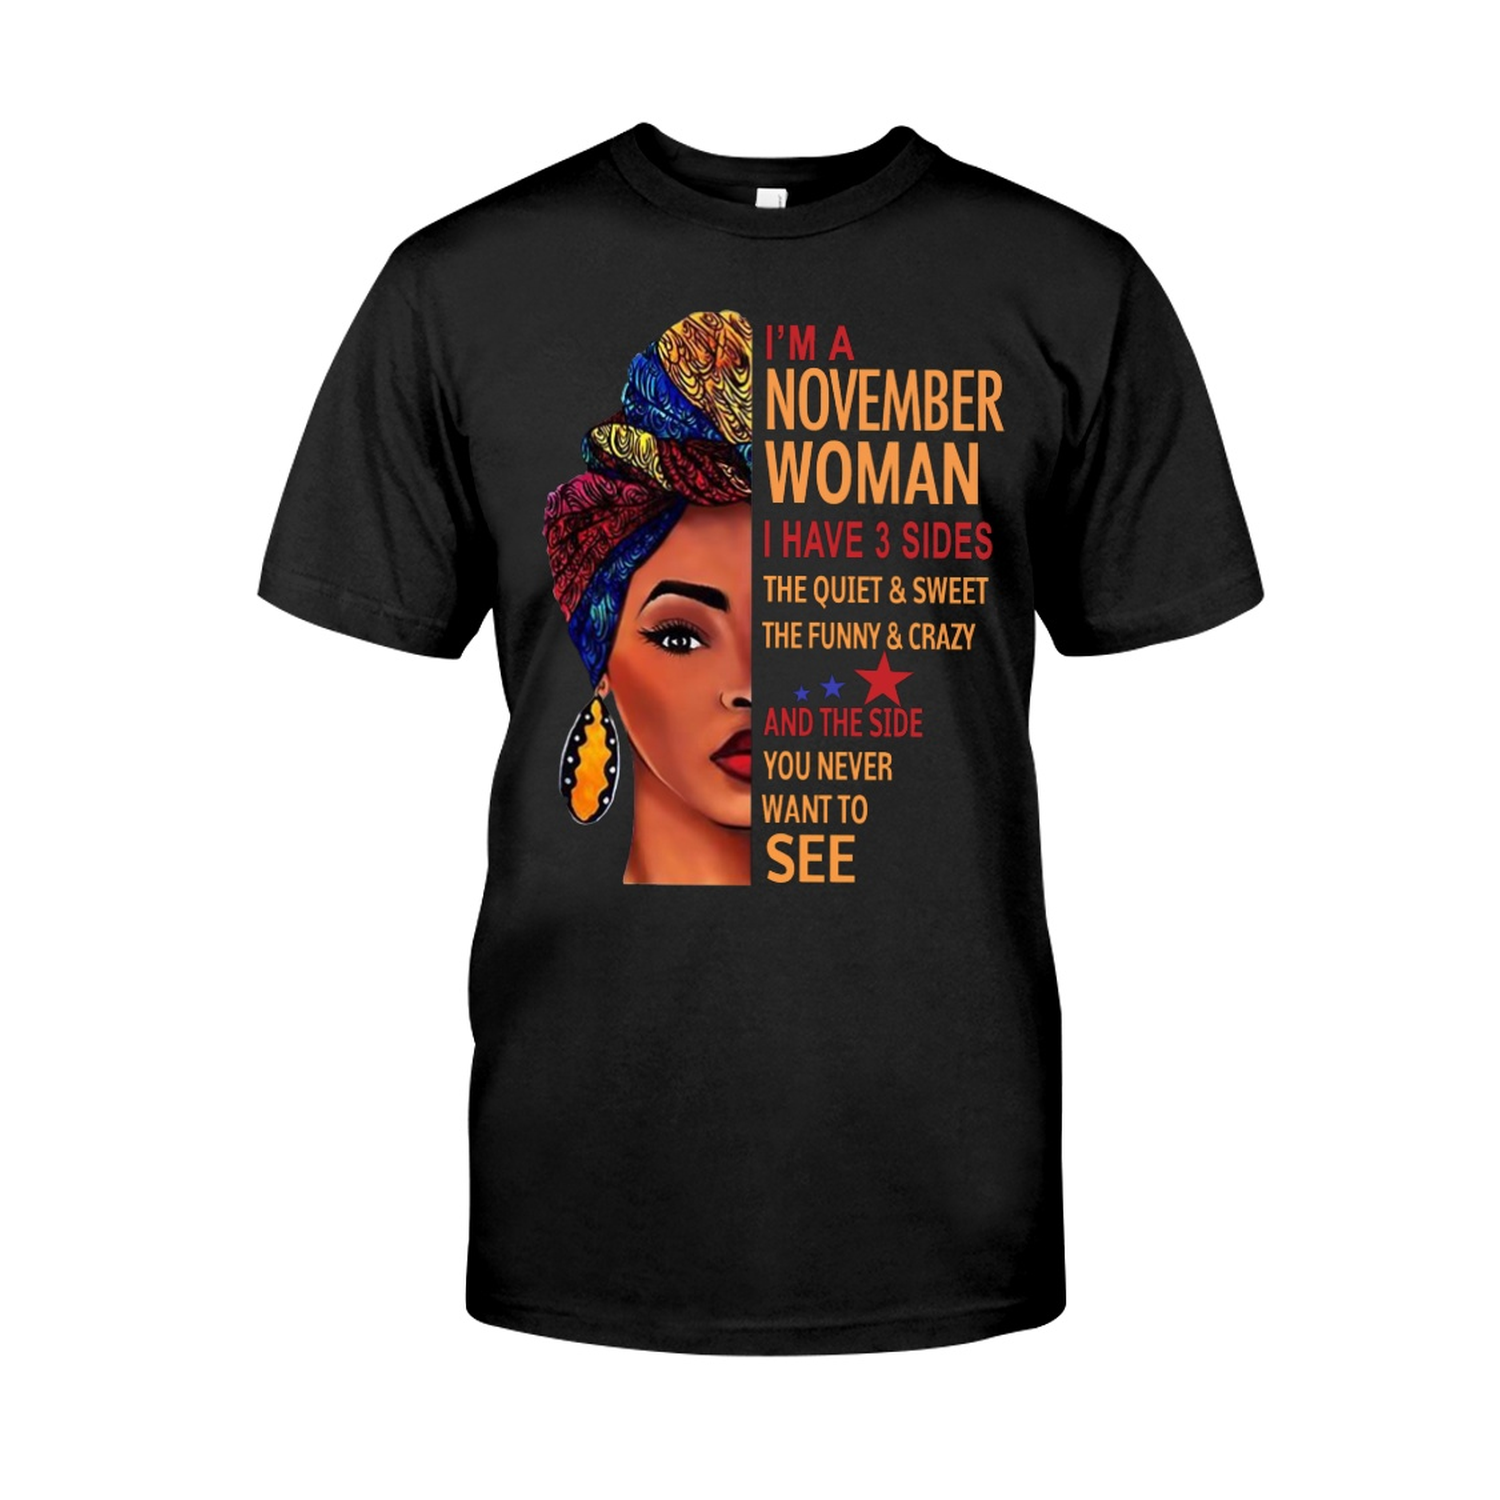 I'M A
NOVEMBER
WOMAN
I HAVE 3 SIDES
THE QUIET & SWEET
THE FUNNY & CRAZY
AND THE SIDE
YOU NEVER
WANT TO
SEE